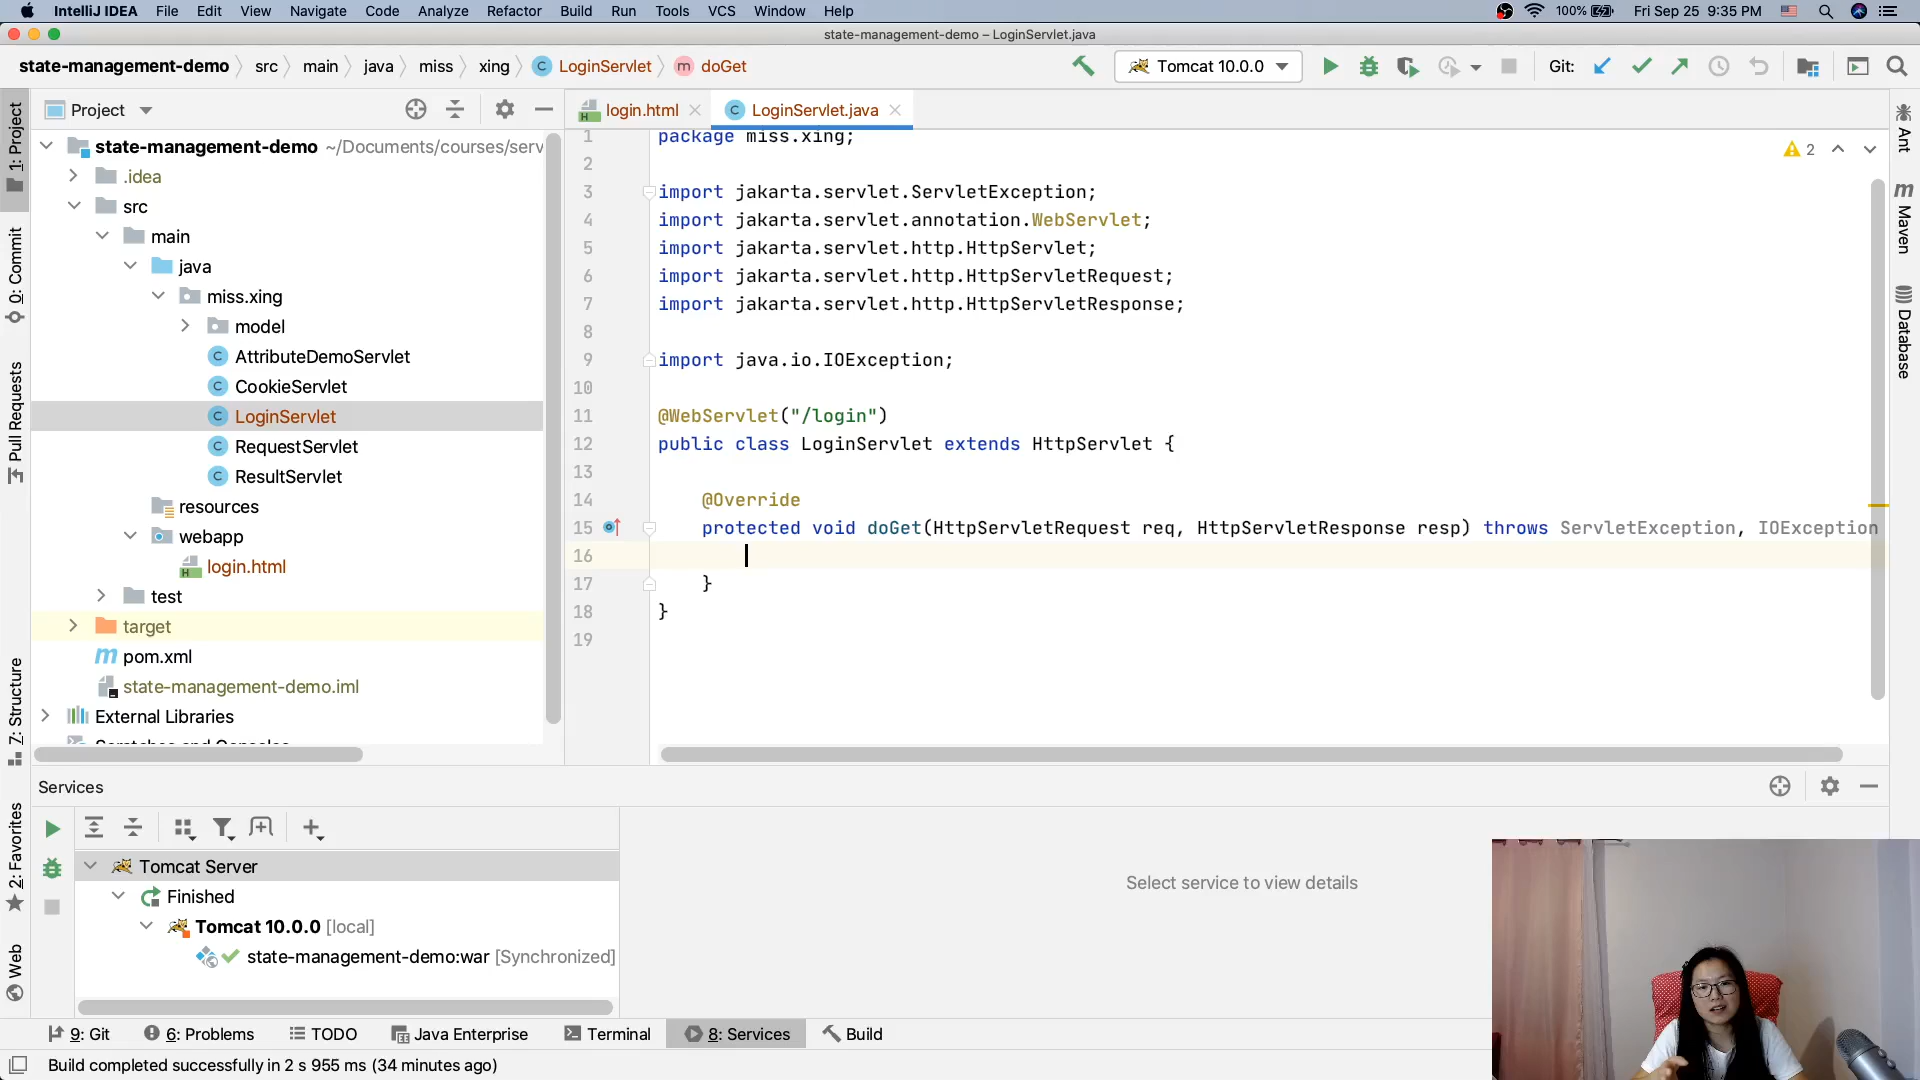 IntelliJ IDEA File Edit View Navigate Code Analyze Refactor Build Run Tools VCS Window Help 100% Fri Sep 25 9:35 PM
state-management-demo – LoginServlet.java
state-management-demo src main java miss xing C LoginServlet m doGet Tomcat 10.0.0 Git:
Project
login.html
C LoginServlet.java
1: Project
0: Commit
Pull Requests
7: Structure
2: Favorites
Web
state-management-demo ~/Documents/courses/serv
.idea
src
main
java
miss.xing
model
C AttributeDemoServlet
C CookieServlet
C LoginServlet
C RequestServlet
C ResultServlet
resources
webapp
login.html
test
target
m pom.xml
state-management-demo.iml
External Libraries
Scratches and Consoles
1 package miss.xing;
2
3 import jakarta.servlet.ServletException;
4 import jakarta.servlet.annotation.WebServlet;
5 import jakarta.servlet.http.HttpServlet;
6 import jakarta.servlet.http.HttpServletRequest;
7 import jakarta.servlet.http.HttpServletResponse;
8
9 import java.io.IOException;
10
11 @WebServlet("/login")
12 public class LoginServlet extends HttpServlet {
13
14 @Override
15 protected void doGet(HttpServletRequest req, HttpServletResponse resp) throws ServletException, IOException
16
17 }
18 }
19
2
Ant
m Maven
Database
Services
Tomcat Server
Finished
Tomcat 10.0.0 [local]
state-management-demo:war [Synchronized]
Select service to view details
9: Git 6: Problems TODO Java Enterprise Terminal 8: Services Build
Build completed successfully in 2 s 955 ms (34 minutes ago)